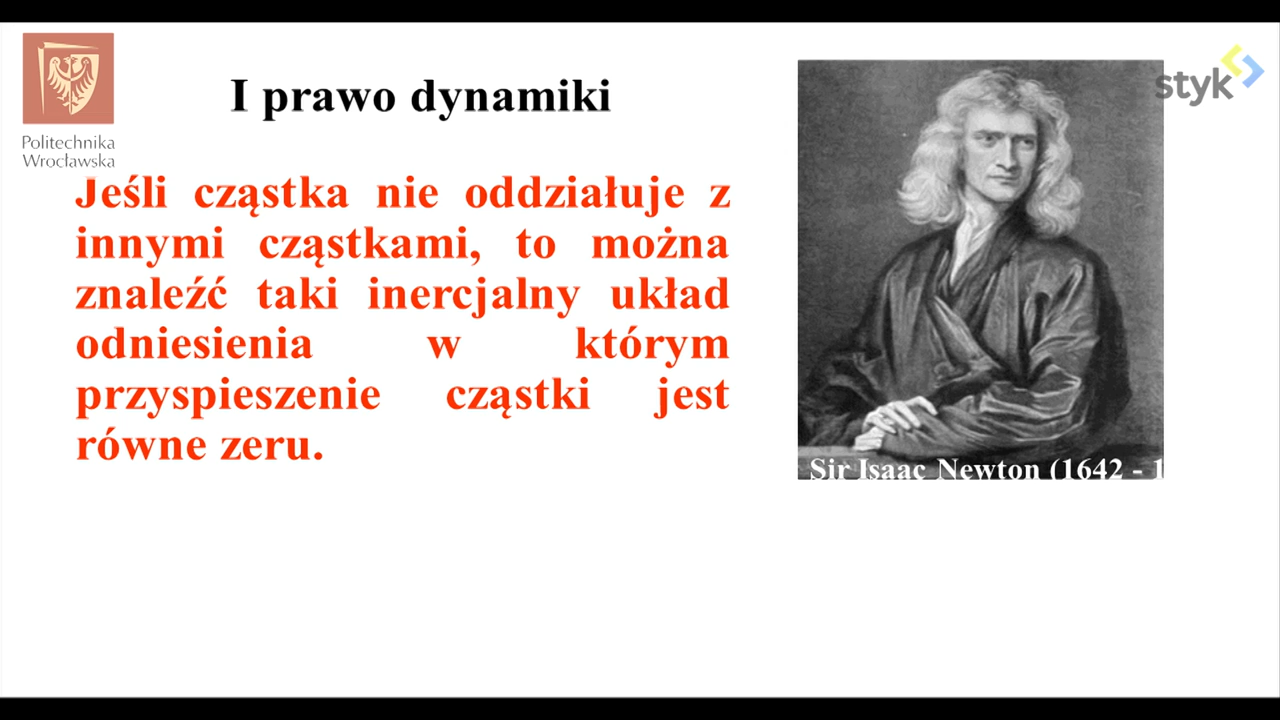 Politechnika
Wrocławska
I prawo dynamiki
styk
Jeśli cząstka nie oddziałuje z
innymi cząstkami, to można
znaleźć taki inercjalny układ
odniesienia w którym
przyspieszenie cząstki jest
równe zeru.
Sir Isaac Newton (1642 - 1